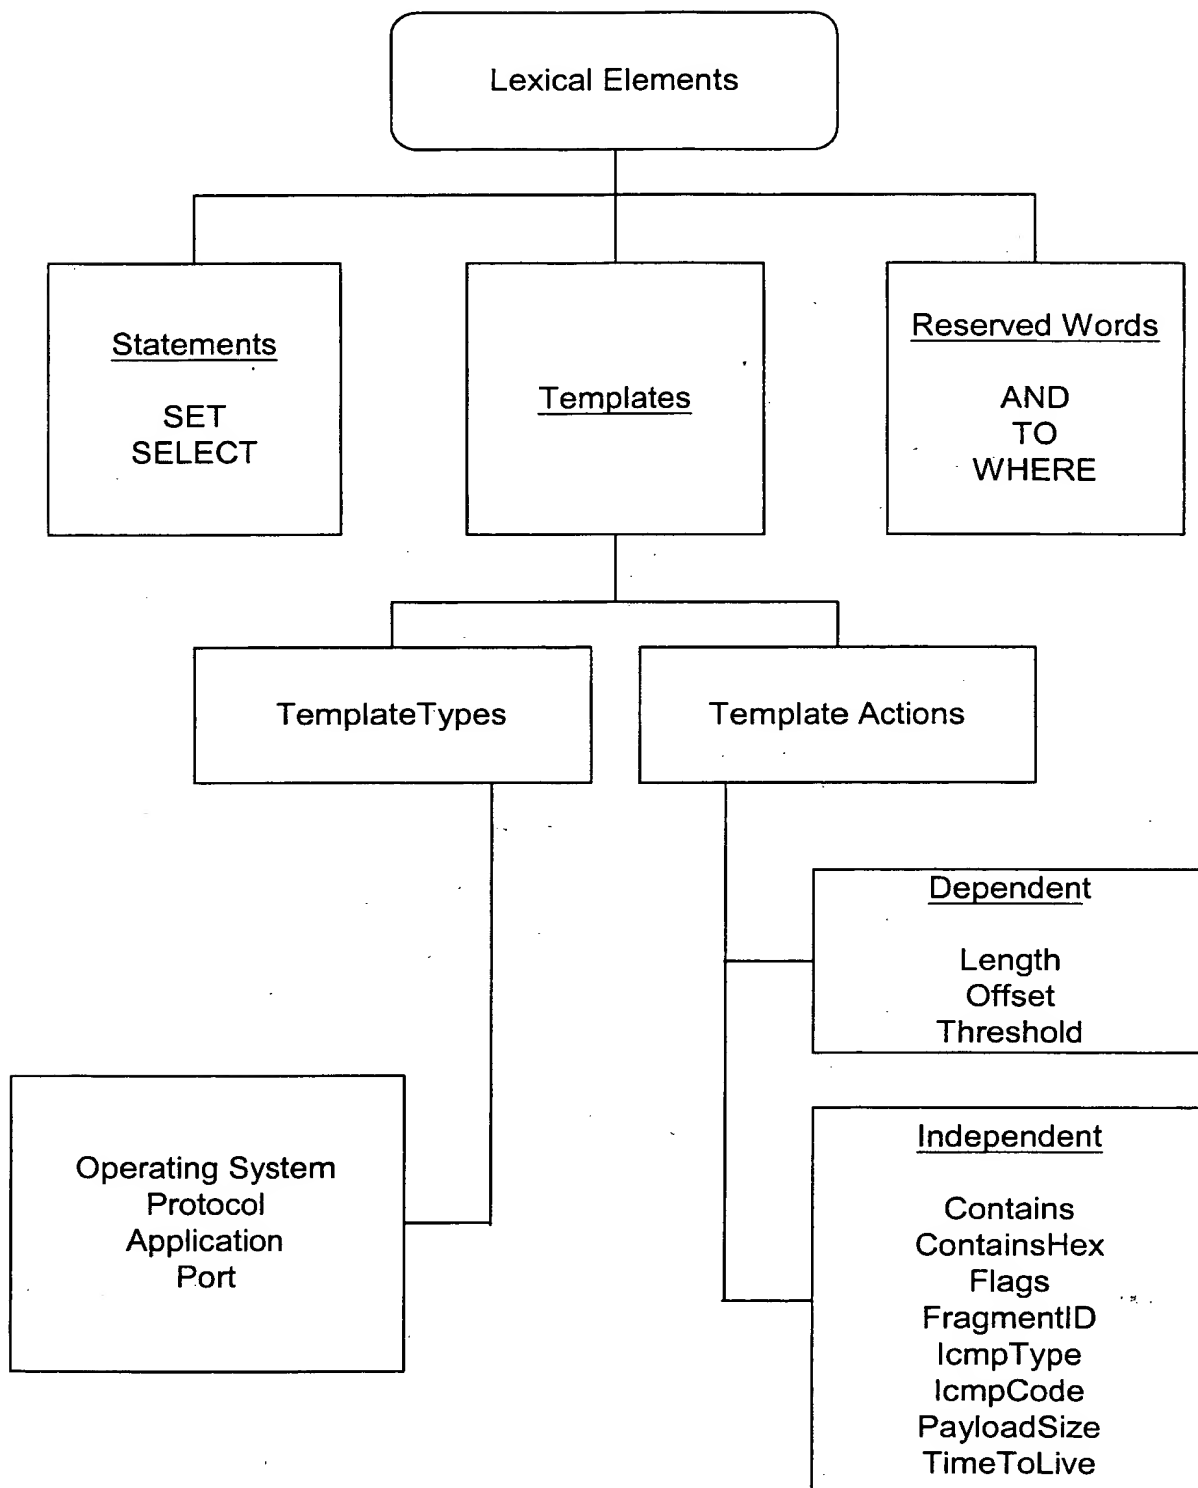 Lexical Elements
Statements
SET
SELECT
Templates
Reserved Words
AND
TO
WHERE
TemplateTypes
Template Actions
Dependent
Length
Offset
Threshold
Operating System
Protocol
Application
Port
Independent
Contains
ContainsHex
Flags
FragmentID
IcmpType
IcmpCode
PayloadSize
TimeToLive